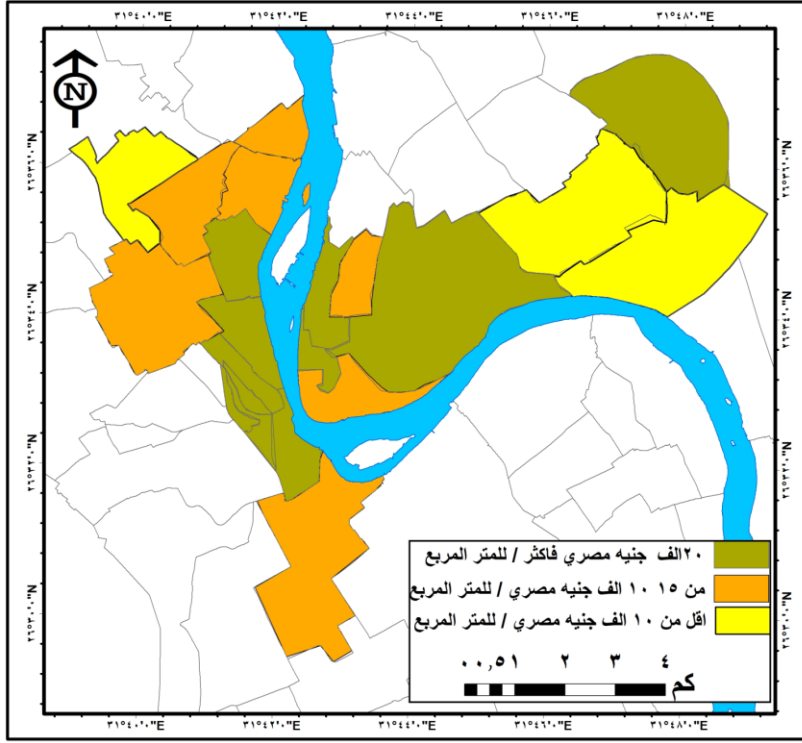 ٣١°٤٠'٠"E ٣١°٤٢'٠"E ٣١°٤٤'٠"E ٣١°٤٦'٠"E ٣١°٤٨'٠"E
N
٢٠الف جنيه مصري فاكثر / للمتر المربع
من ١٥ ١٠ الف جنيه مصري / للمتر المربع
اقل من ١٠ الف جنيه مصري / للمتر المربع
٠ ٠,٥ ١ ٢ ٣ ٤
كم
٣١°٤٠'٠"E ٣١°٤٢'٠"E ٣١°٤٤'٠"E ٣١°٤٦'٠"E ٣١°٤٨'٠"E